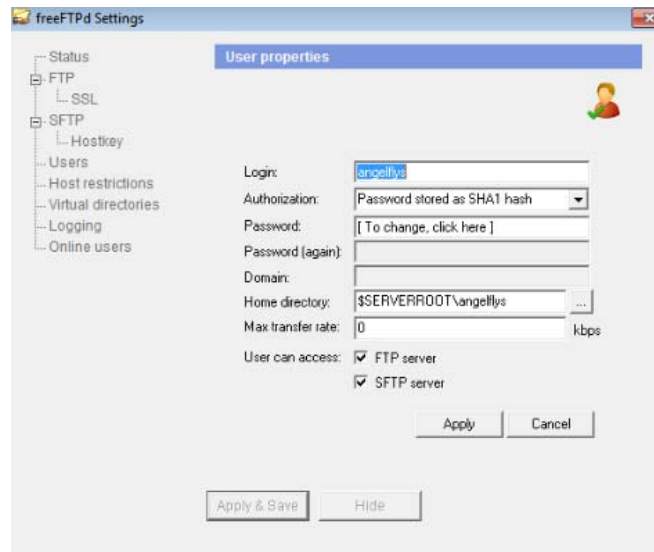 freeFTPd Settings
Status
FTP
SSL
SFTP
Hostkey
Users
Host restrictions
Virtual directories
Logging
Online users
User properties
Login: angelflys
Authorization: Password stored as SHA1 hash
Password: [ To change, click here ]
Password (again):
Domain:
Home directory: $SERVERROOT\angelflys ...
Max transfer rate: 0 kbps
User can access: FTP server
SFTP server
Apply Cancel
Apply & Save Hide